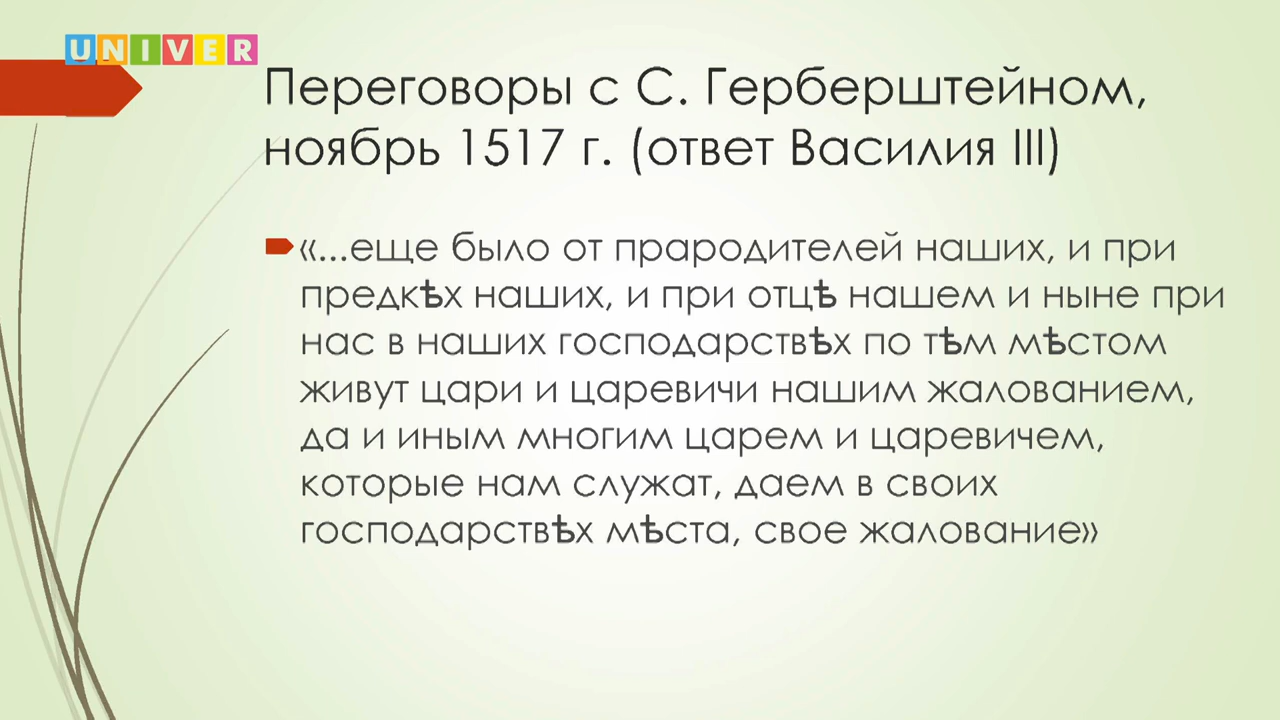 UNIVER
Переговоры с С. Герберштейном,
ноябрь 1517 г. (ответ Василия III)
«...еще было от прародителей наших, и при
предкѣх наших, и при отцѣ нашем и ныне при
нас в наших господарствѣх по тѣм мѣстом
живут цари и царевичи нашим жалованием,
да и иным многим царем и царевичем,
которые нам служат, даем в своих
господарствѣх мѣста, свое жалование»